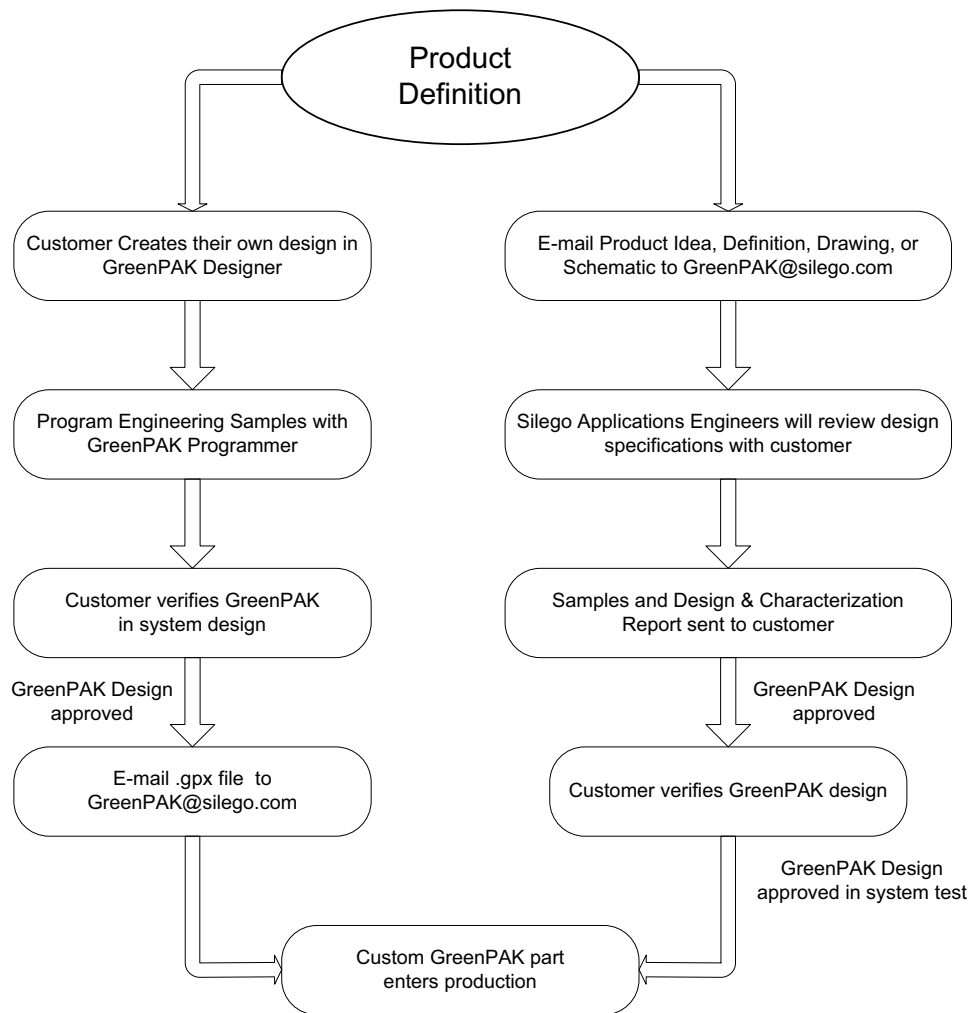 Product
Definition
Customer Creates their own design in
GreenPAK Designer
E-mail Product Idea, Definition, Drawing, or
Schematic to GreenPAK@silego.com
Program Engineering Samples with
GreenPAK Programmer
Silego Applications Engineers will review design
specifications with customer
Customer verifies GreenPAK
in system design
Samples and Design & Characterization
Report sent to customer
GreenPAK Design
approved
GreenPAK Design
approved
E-mail .gpx file to
GreenPAK@silego.com
Customer verifies GreenPAK design
GreenPAK Design
approved in system test
Custom GreenPAK part
enters production